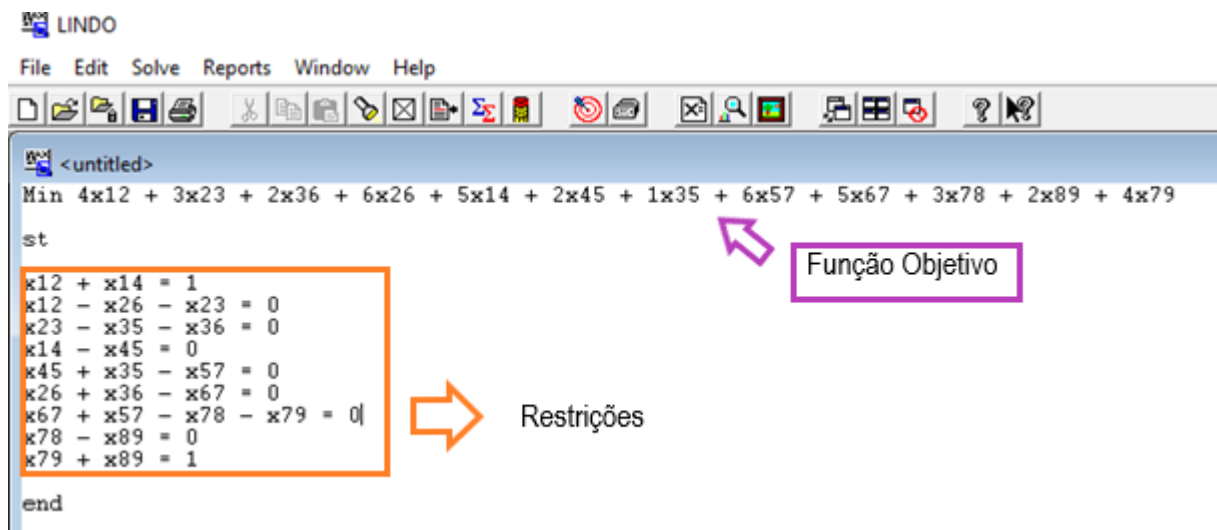 LINDO
File Edit Solve Reports Window Help
<untitled>
Min 4x12 + 3x23 + 2x36 + 6x26 + 5x14 + 2x45 + 1x35 + 6x57 + 5x67 + 3x78 + 2x89 + 4x79
st
Função Objetivo
x12 + x14 = 1
x12 - x26 - x23 = 0
x23 - x35 - x36 = 0
x14 - x45 = 0
x45 + x35 - x57 = 0
x26 + x36 - x67 = 0
x67 + x57 - x78 - x79 = 0
x78 - x89 = 0
x79 + x89 = 1
Restrições
end